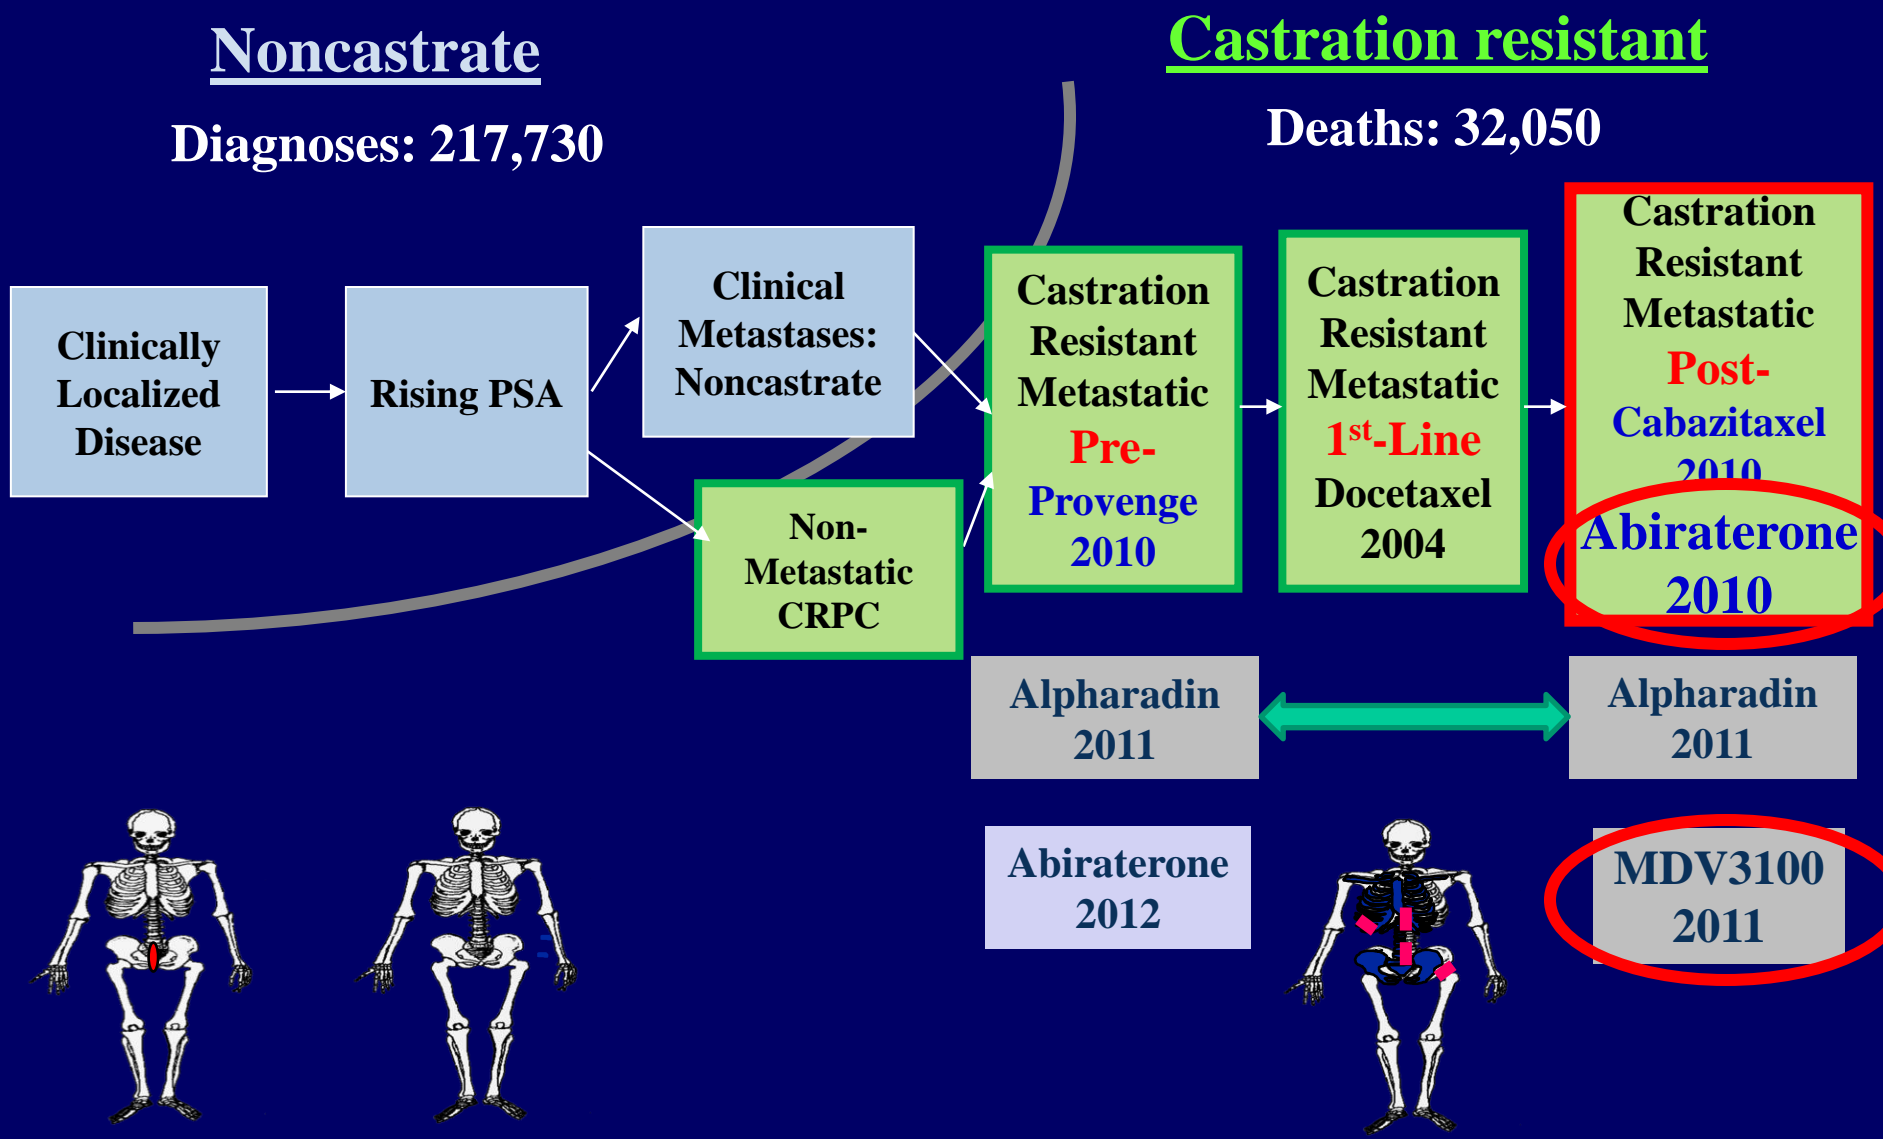 Noncastrate
Castration resistant
Diagnoses: 217,730
Deaths: 32,050
Clinically
Localized
Disease
Rising PSA
Clinical
Metastases:
Noncastrate
Non-
Metastatic
CRPC
Castration
Resistant
Metastatic
Pre-
Provenge
2010
Castration
Resistant
Metastatic
1st-Line
Docetaxel
2004
Castration
Resistant
Metastatic
Post-
Cabazitaxel
2010
Abiraterone
2010
Alpharadin
2011
Alpharadin
2011
Abiraterone
2012
MDV3100
2011